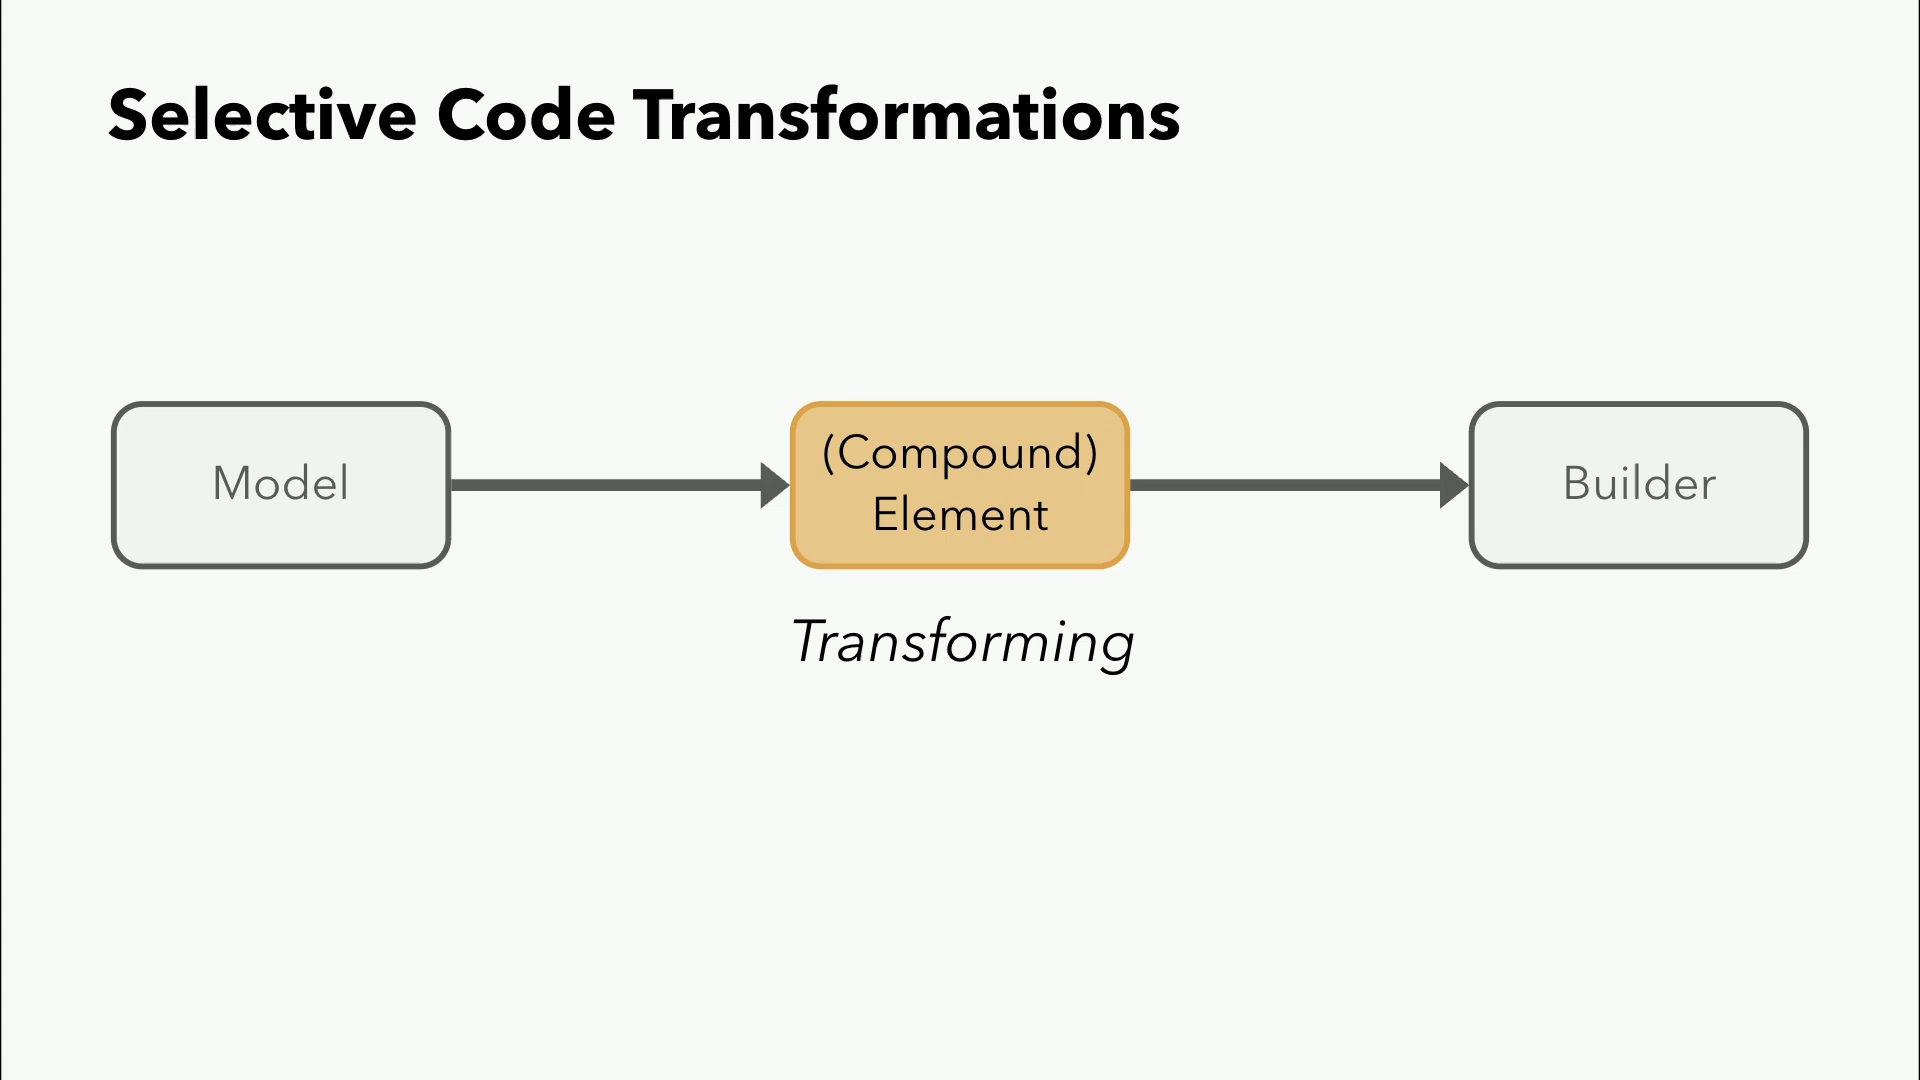 Selective Code Transformations
Model
(Compound)
Element
Builder
Transforming